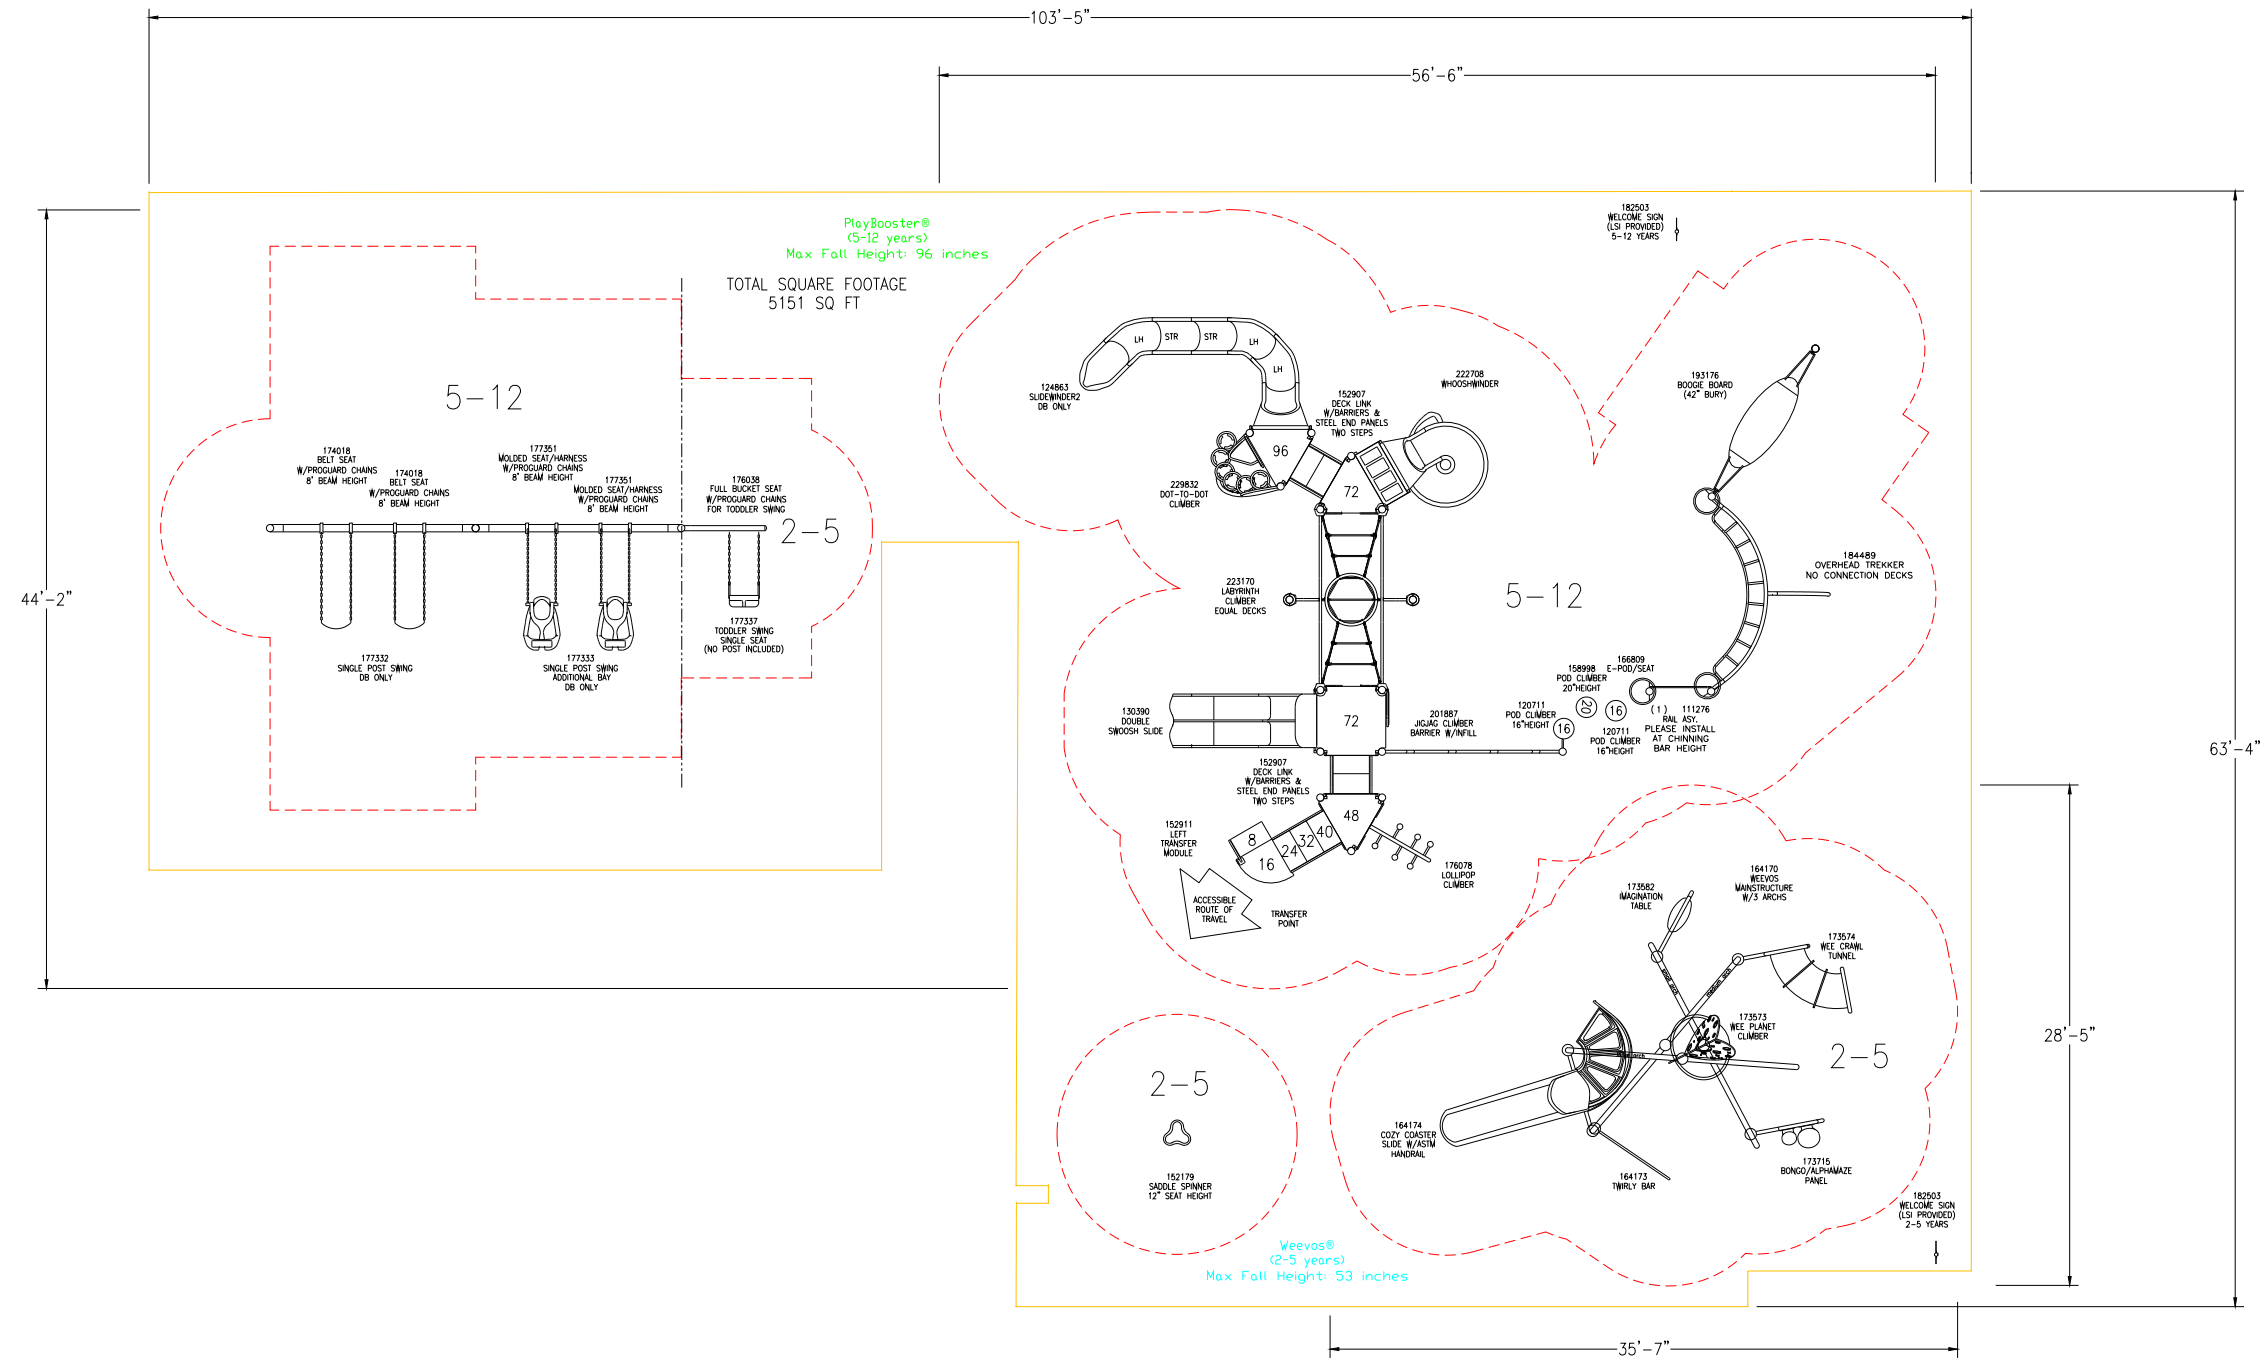 103'-5"
56'-6"
PlayBooster®
(5-12 years)
Max Fall Height: 96 inches
TOTAL SQUARE FOOTAGE
5151 SQ FT
182503
WELCOME SIGN
(LSI PROVIDED)
5-12 YEARS
44'-2"
63'-4"
28'-5"
35'-7"
5-12
174018
BELT SEAT
W/PROGUARD CHAINS
8' BEAM HEIGHT
174018
BELT SEAT
W/PROGUARD CHAINS
8' BEAM HEIGHT
177351
MOLDED SEAT/HARNESS
W/PROGUARD CHAINS
8' BEAM HEIGHT
177351
MOLDED SEAT/HARNESS
W/PROGUARD CHAINS
8' BEAM HEIGHT
176038
FULL BUCKET SEAT
W/PROGUARD CHAINS
FOR TODDLER SWING
2-5
177337
TODDLER SWING
SINGLE SEAT
(NO POST INCLUDED)
177332
SINGLE POST SWING
DB ONLY
177333
SINGLE POST SWING
ADDITIONAL BAY
DB ONLY
LH
STR
STR
LH
LH
124863
SLIDEWINDER2
DB ONLY
152907
DECK LINK
W/BARRIERS &
STEEL END PANELS
TWO STEPS
222708
WHOOSHWINDER
96
72
229832
DOT-TO-DOT
CLIMBER
193176
BOOGIE BOARD
(42" BURY)
184489
OVERHEAD TREKKER
NO CONNECTION DECKS
223170
LABYRINTH
CLIMBER
EQUAL DECKS
5-12
166809
E-POD/SEAT
158998
POD CLIMBER
20"HEIGHT
120711
POD CLIMBER
16"HEIGHT
20
16
16
(1) 111276
RAIL ASY.
PLEASE INSTALL
AT CHINNING
BAR HEIGHT
120711
POD CLIMBER
16"HEIGHT
130390
DOUBLE
SWOOSH SLIDE
72
201887
JIGJAG CLIMBER
BARRIER W/INFILL
152907
DECK LINK
W/BARRIERS &
STEEL END PANELS
TWO STEPS
48
40
32
24
8
16
152911
LEFT
TRANSFER
MODULE
176078
LOLLIPOP
CLIMBER
ACCESSIBLE
ROUTE OF
TRAVEL
TRANSFER
POINT
164170
WEEVOS
MAINSTRUCTURE
W/3 ARCHS
173582
IMAGINATION
TABLE
173574
WEE CRAWL
TUNNEL
173573
WEE PLANET
CLIMBER
2-5
2-5
152179
SADDLE SPINNER
12" SEAT HEIGHT
164174
COZY COASTER
SLIDE W/ASTM
HANDRAIL
164173
TWIRLY BAR
173715
BONGO/ALPHAMAZE
PANEL
182503
WELCOME SIGN
(LSI PROVIDED)
2-5 YEARS
Weevos®
(2-5 years)
Max Fall Height: 53 inches